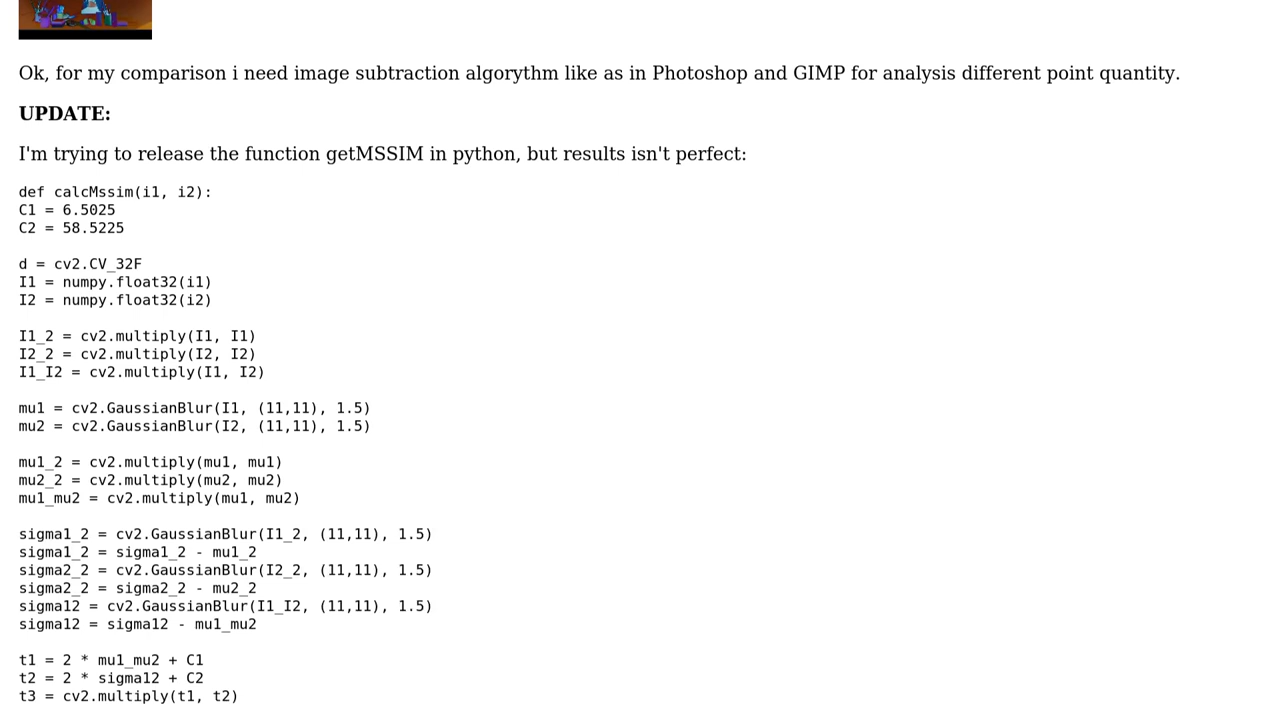 Ok, for my comparison i need image subtraction algorythm like as in Photoshop and GIMP for analysis different point quantity.
UPDATE:
I'm trying to release the function getMSSIM in python, but results isn't perfect:
def calcMssim(i1, i2):
C1 = 6.5025
C2 = 58.5225
d = cv2.CV_32F
I1 = numpy.float32(i1)
I2 = numpy.float32(i2)
I1_2 = cv2.multiply(I1, I1)
I2_2 = cv2.multiply(I2, I2)
I1_I2 = cv2.multiply(I1, I2)
mu1 = cv2.GaussianBlur(I1, (11,11), 1.5)
mu2 = cv2.GaussianBlur(I2, (11,11), 1.5)
mu1_2 = cv2.multiply(mu1, mu1)
mu2_2 = cv2.multiply(mu2, mu2)
mu1_mu2 = cv2.multiply(mu1, mu2)
sigma1_2 = cv2.GaussianBlur(I1_2, (11,11), 1.5)
sigma1_2 = sigma1_2 - mu1_2
sigma2_2 = cv2.GaussianBlur(I2_2, (11,11), 1.5)
sigma2_2 = sigma2_2 - mu2_2
sigma12 = cv2.GaussianBlur(I1_I2, (11,11), 1.5)
sigma12 = sigma12 - mu1_mu2
t1 = 2 * mu1_mu2 + C1
t2 = 2 * sigma12 + C2
t3 = cv2.multiply(t1, t2)